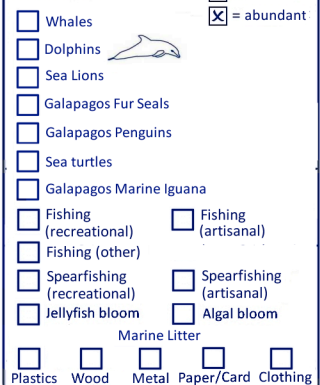 = abundant
Whales
Dolphins
Sea Lions
Galapagos Fur Seals
Galapagos Penguins
Sea turtles
Galapagos Marine Iguana
Fishing
(recreational)
Fishing
(artisanal)
Fishing (other)
Spearfishing
(recreational)
Spearfishing
(artisanal)
Jellyfish bloom
Algal bloom
Marine Litter
Plastics Wood Metal Paper/Card Clothing